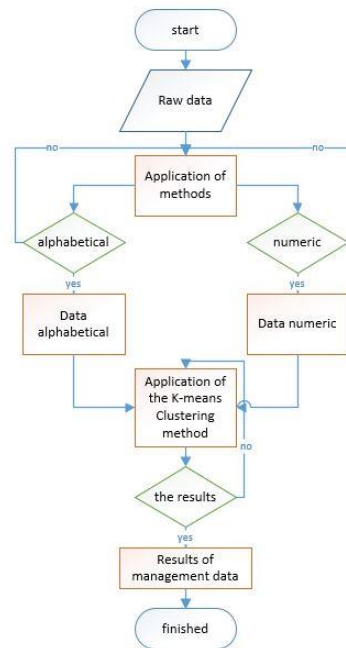 start
Raw data
no
no
Application of
methods
alphabetical
numeric
yes
yes
Data
alphabetical
Data numeric
Application of
the K-means
Clustering
method
no
the results
yes
Results of
management data
finished